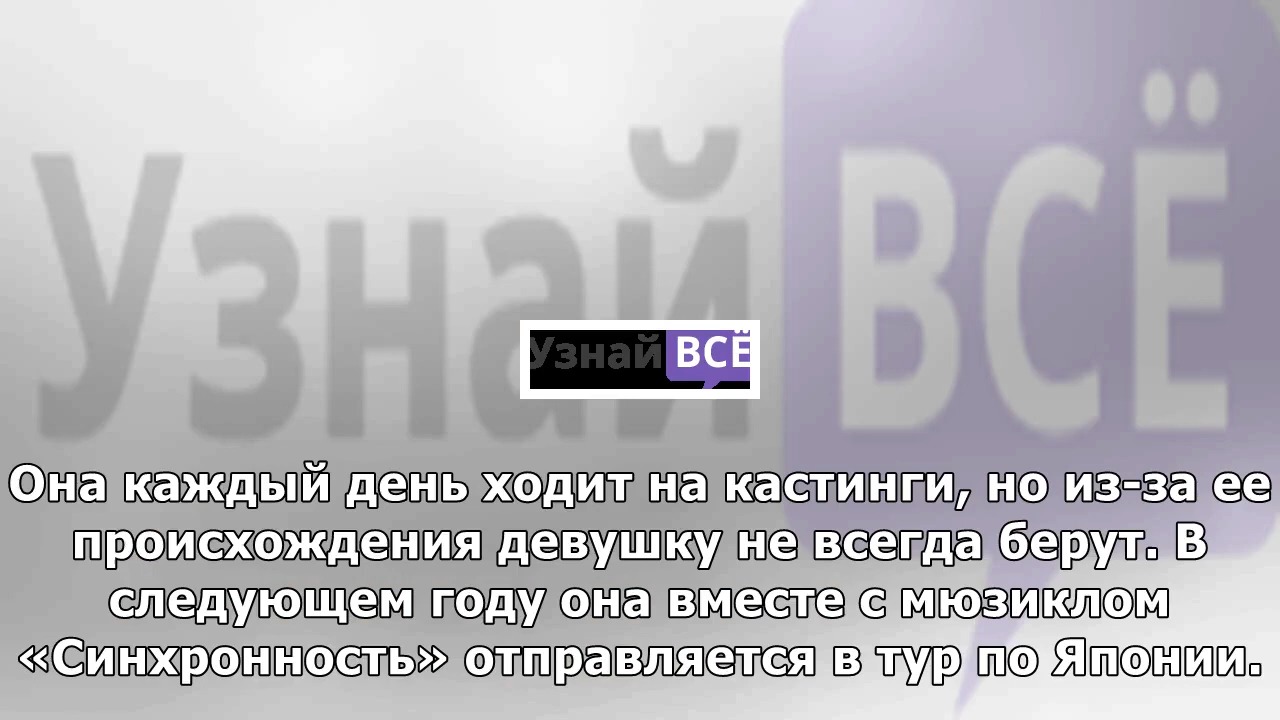 Узнай ВСЁ
Узнай ВСЁ
Она каждый день ходит на кастинги, но из-за ее
происхождения девушку не всегда берут. В
следующем году она вместе с мюзиклом
«Синхронность» отправляется в тур по Японии.